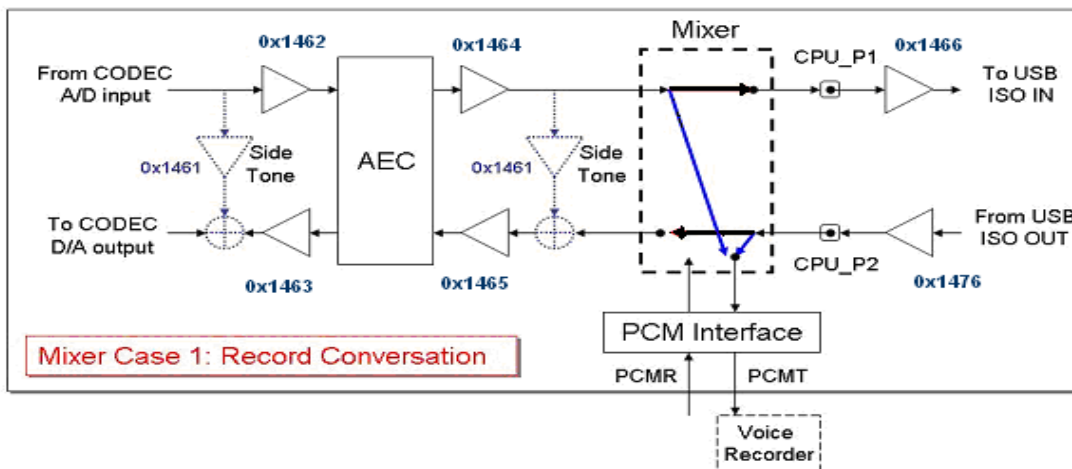 0x1462
0x1464
Mixer
CPU_P1
0x1466
From CODEC
A/D input
To USB
ISO IN
0x1461
Side
Tone
AEC
0x1461
Side
Tone
To CODEC
D/A output
From USB
ISO OUT
0x1463
0x1465
CPU_P2
0x1476
PCM Interface
Mixer Case 1: Record Conversation
PCMR
PCMT
Voice
Recorder